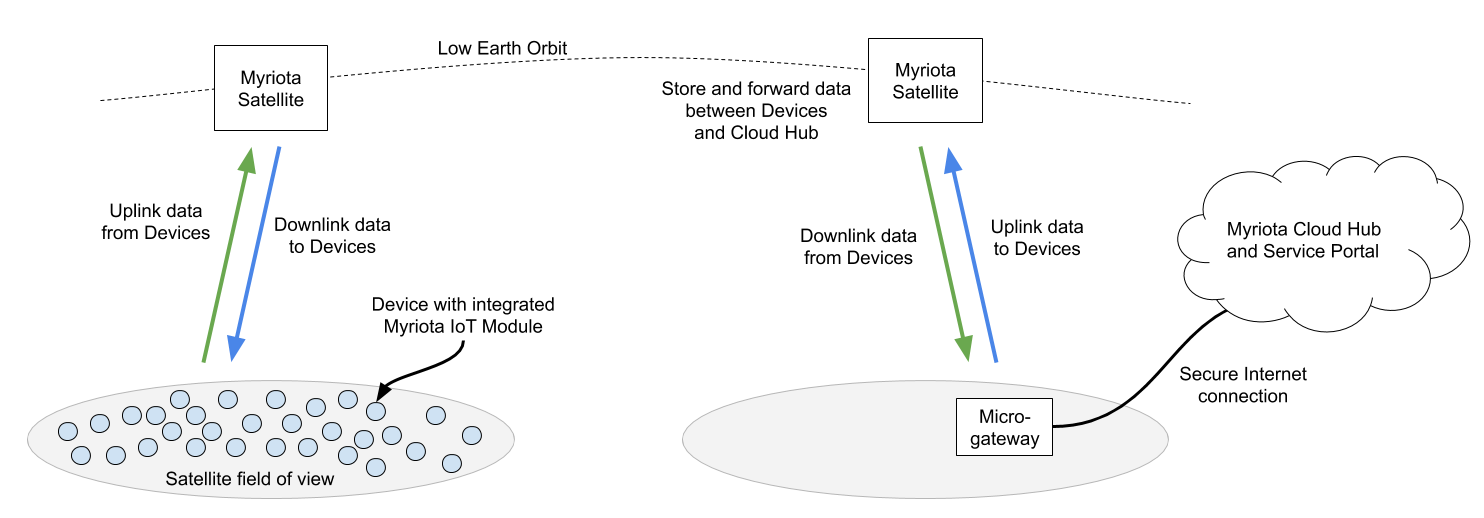 Low Earth Orbit
Myriota
Satellite
Uplink data
from Devices
Downlink data
to Devices
Device with integrated
Myriota IoT Module
Satellite field of view
Store and forward data
between Devices
and Cloud Hub
Myriota
Satellite
Downlink data
from Devices
Uplink data
to Devices
Micro-
gateway
Myriota Cloud Hub
and Service Portal
Secure Internet
connection